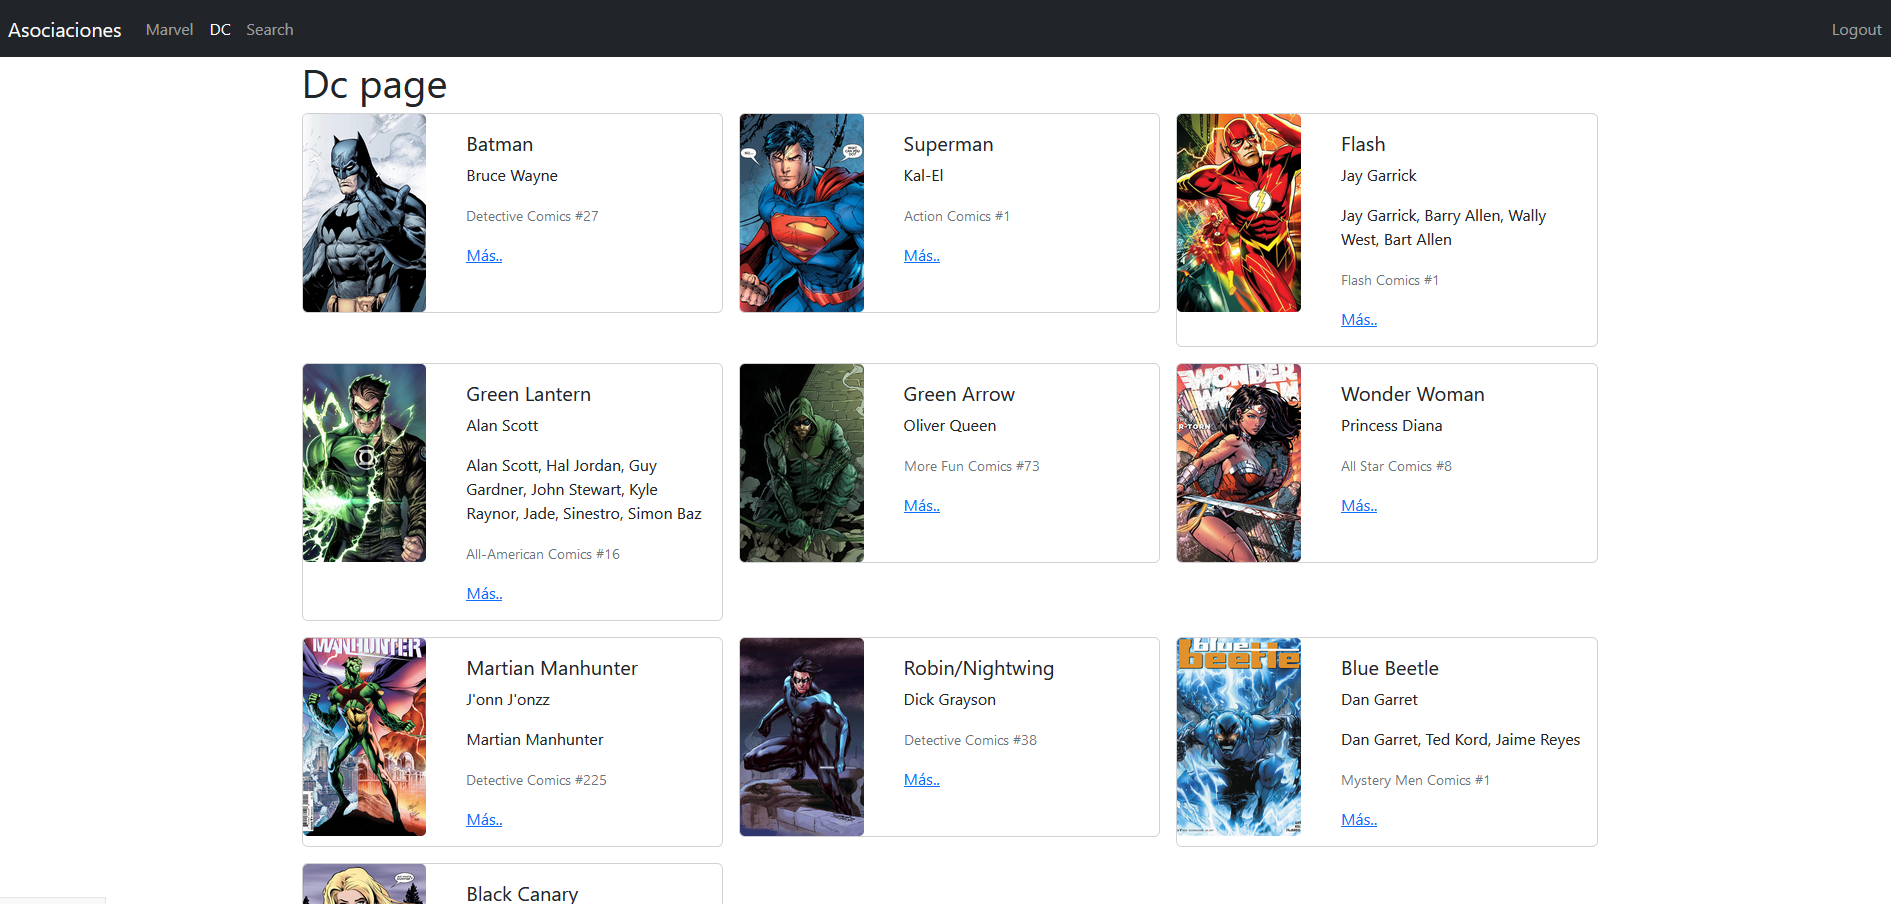 Asociaciones Marvel DC Search Logout
Dc page
Batman
Bruce Wayne
Detective Comics #27
Más..
Superman
Kal-El
Action Comics #1
Más..
Flash
Jay Garrick
Jay Garrick, Barry Allen, Wally
West, Bart Allen
Flash Comics #1
Más..
Green Lantern
Alan Scott
Alan Scott, Hal Jordan, Guy
Gardner, John Stewart, Kyle
Raynor, Jade, Sinestro, Simon Baz
All-American Comics #16
Más..
Green Arrow
Oliver Queen
More Fun Comics #73
Más..
WONDER
WOMAN
Wonder Woman
Princess Diana
All Star Comics #8
Más..
MANHUNTER
Martian Manhunter
J'onn J'onzz
Martian Manhunter
Detective Comics #225
Más..
Robin/Nightwing
Dick Grayson
Detective Comics #38
Más..
blue
beetle
Blue Beetle
Dan Garret
Dan Garret, Ted Kord, Jaime Reyes
Mystery Men Comics #1
Más..
Black Canary